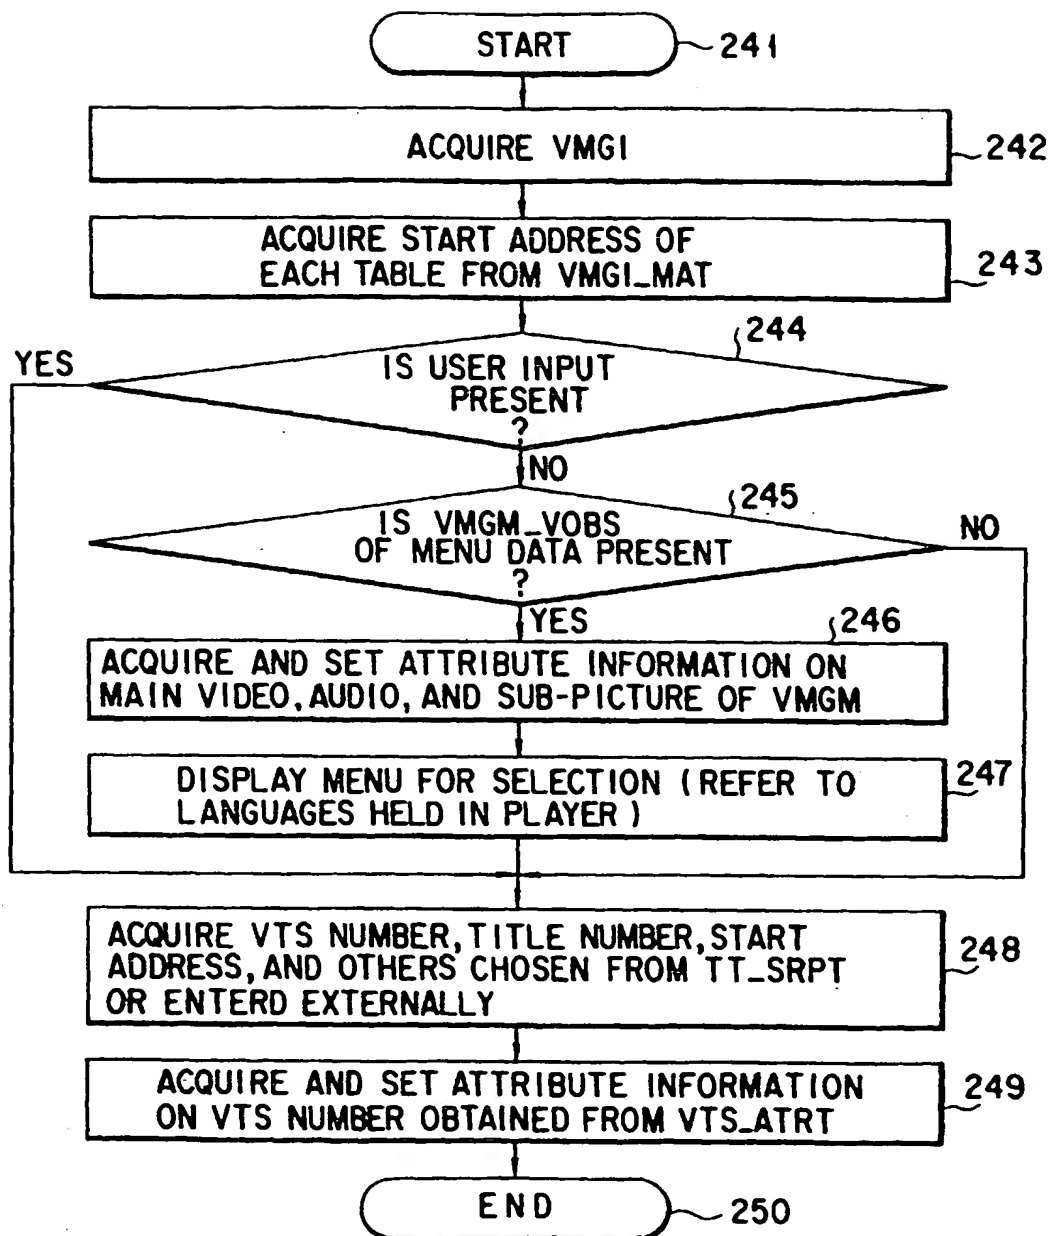 START
241
ACQUIRE VMGI
242
ACQUIRE START ADDRESS OF
EACH TABLE FROM VMGI_MAT
243
244
YES
IS USER INPUT
PRESENT
?
NO
245
IS VMGM_VOBS
OF MENU DATA PRESENT
?
NO
YES
246
ACQUIRE AND SET ATTRIBUTE INFORMATION ON
MAIN VIDEO, AUDIO, AND SUB-PICTURE OF VMGM
DISPLAY MENU FOR SELECTION (REFER TO
LANGUAGES HELD IN PLAYER)
247
ACQUIRE VTS NUMBER, TITLE NUMBER, START
ADDRESS, AND OTHERS CHOSEN FROM TT_SRPT
OR ENTERD EXTERNALLY
248
ACQUIRE AND SET ATTRIBUTE INFORMATION
ON VTS NUMBER OBTAINED FROM VTS_ATRT
249
END
250